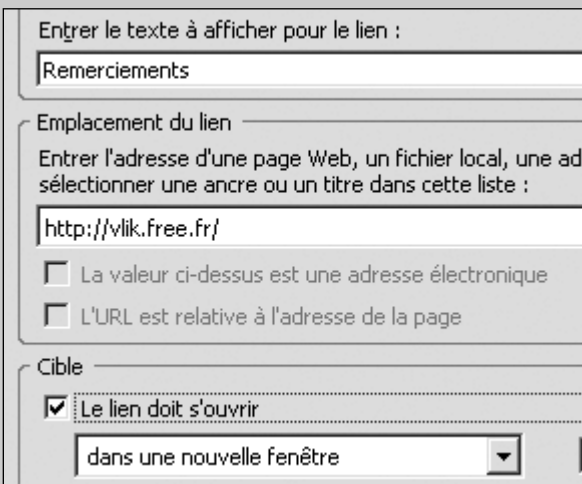 Entrer le texte à afficher pour le lien :
Remerciements
Emplacement du lien
Entrer l'adresse d'une page Web, un fichier local, une ad
sélectionner une ancre ou un titre dans cette liste :
http://vlik.free.fr/
La valeur ci-dessus est une adresse électronique
L'URL est relative à l'adresse de la page
Cible
Le lien doit s'ouvrir
dans une nouvelle fenêtre